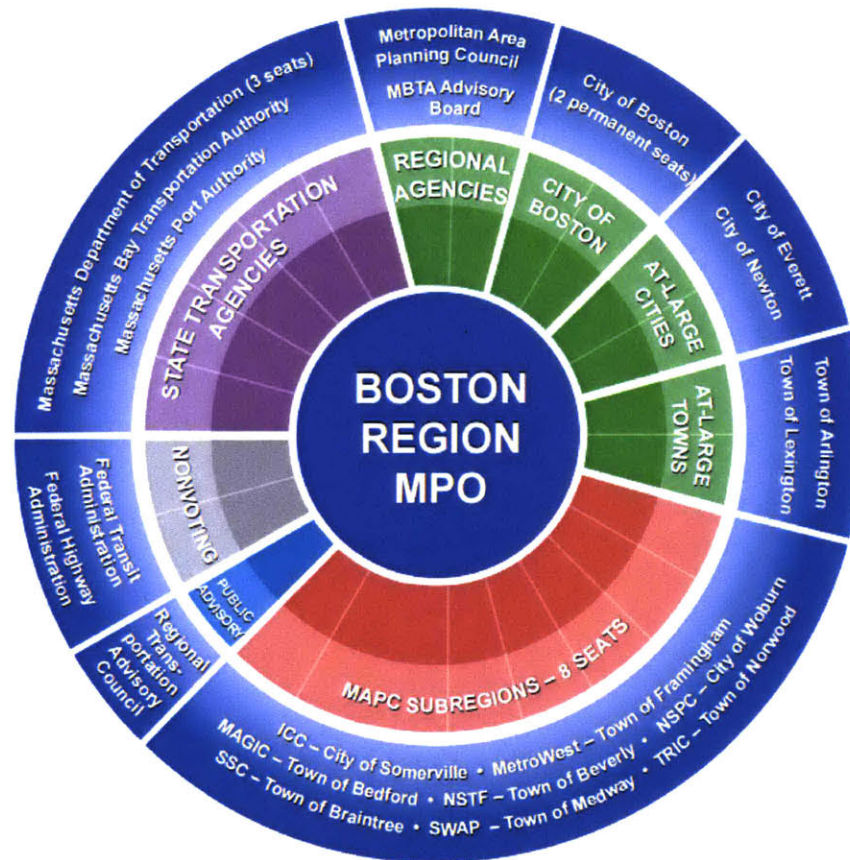 BOSTON
REGION
MPO
STATE TRANSPORTATION
AGENCIES
Massachusetts Department of Transportation (3 seats)
Massachusetts Bay Transportation Authority
Massachusetts Port Authority
REGIONAL
AGENCIES
Metropolitan Area
Planning Council
MBTA Advisory
Board
CITY OF
BOSTON
City of Boston
(2 permanent seats)
AT-LARGE
CITIES
City of Everett
City of Newton
AT-LARGE
TOWNS
Town of Arlington
Town of Lexington
MAPC SUBREGIONS – 8 SEATS
ICC – City of Somerville • MetroWest – Town of Framingham
MAGIC – Town of Bedford • NSTF – Town of Beverly • NSPC – City of Woburn
SSC – Town of Braintree • SWAP – Town of Medway • TRIC – Town of Norwood
PUBLIC
ADVISORY
Regional
Trans-
portation
Advisory
Council
NONVOTING
Federal Transit
Administration
Federal Highway
Administration